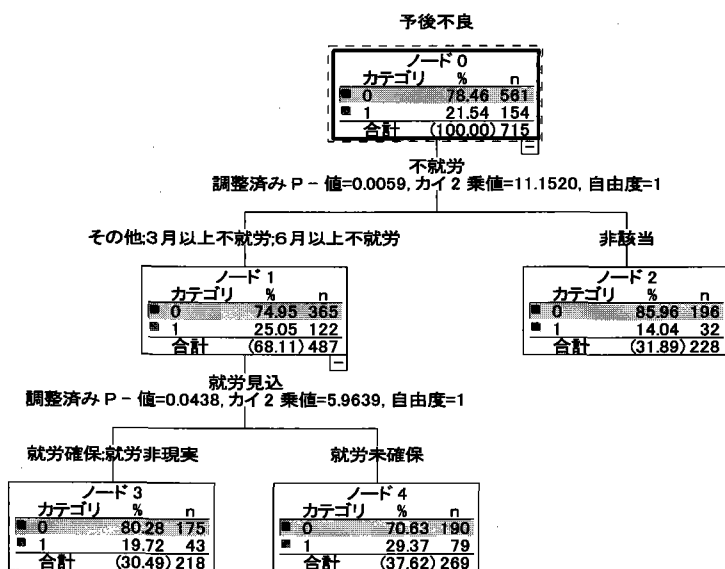 予後不良
ノード 0
カテゴリ % n
0 78.46 561
1 21.54 154
合計 (100.00) 715
不就労
調整済み P − 値=0.0059, カイ 2 乗値=11.1520, 自由度=1
その他;3月以上不就労;6月以上不就労
非該当
ノード 1
カテゴリ % n
0 74.95 365
1 25.05 122
合計 (68.11) 487
ノード 2
カテゴリ % n
0 85.96 196
1 14.04 32
合計 (31.89) 228
就労見込
調整済み P − 値=0.0438, カイ 2 乗値=5.9639, 自由度=1
就労確保;就労非現実
就労未確保
ノード 3
カテゴリ % n
0 80.28 175
1 19.72 43
合計 (30.49) 218
ノード 4
カテゴリ % n
0 70.63 190
1 29.37 79
合計 (37.62) 269